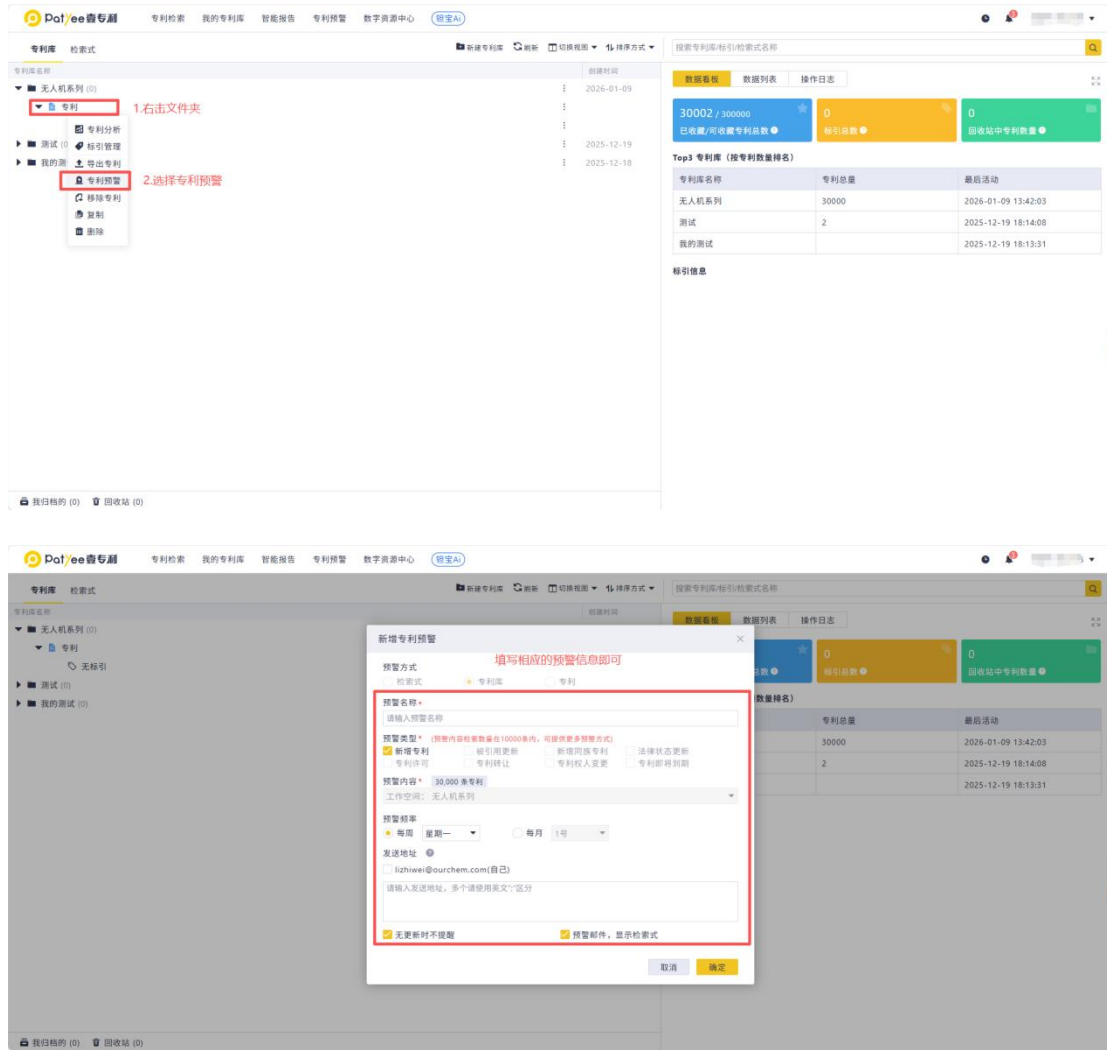 Patyee壹专利 专利检索 我的专利库 智能报告 专利预警 数字资源中心 钽宝Ai 3
专利库 检索式 新建专利库 刷新 切换视图 排序方式 搜索专利库/标引/检索式名称
专利库名称 创建时间
数据看板 数据列表 操作日志
无人机系列 (0) 2026-01-09
专利 1.右击文件夹
专利分析
测试 (0 标引管理 2025-12-19
我的测 导出专利 2025-12-18
专利预警 2.选择专利预警
移除专利
复制
删除
30002 / 300000 0 0
已收藏/可收藏专利总数 标引总数 回收站中专利数量
Top3 专利库（按专利数量排名）
专利库名称 专利总量 最后活动
无人机系列 30000 2026-01-09 13:42:03
测试 2 2025-12-19 18:14:08
我的测试 2025-12-19 18:13:31
标引信息
我归档的 (0) 回收站 (0)
Patyee壹专利 专利检索 我的专利库 智能报告 专利预警 数字资源中心 钽宝Ai 3
专利库 检索式 新建专利库 刷新 切换视图 排序方式 搜索专利库/标引/检索式名称
专利库名称 创建时间
数据看板 数据列表 操作日志
无人机系列 (0)
专利
无标引
测试 (0)
我的测试 (0)
新增专利预警
填写相应的预警信息即可
预警方式
检索式 专利库 专利
预警名称*
请输入预警名称
预警类型* (预警内容检索数量在10000条内，可提供更多预警方式)
新增专利 被引用更新 新增同族专利 法律状态更新
专利许可 专利转让 专利权人变更 专利即将到期
预警内容* 30,000 条专利
工作空间： 无人机系列
预警频率
每周 星期一 每月 1号
发送地址
lizhiwei@ourchem.com(自己)
请输入发送地址，多个请使用英文";"区分
无更新时不提醒 预警邮件，显示检索式
取消 确定
0 0
总数 标引总数 回收站中专利数量
数量排名）
专利总量 最后活动
30000 2026-01-09 13:42:03
2 2025-12-19 18:14:08
2025-12-19 18:13:31
我归档的 (0) 回收站 (0)